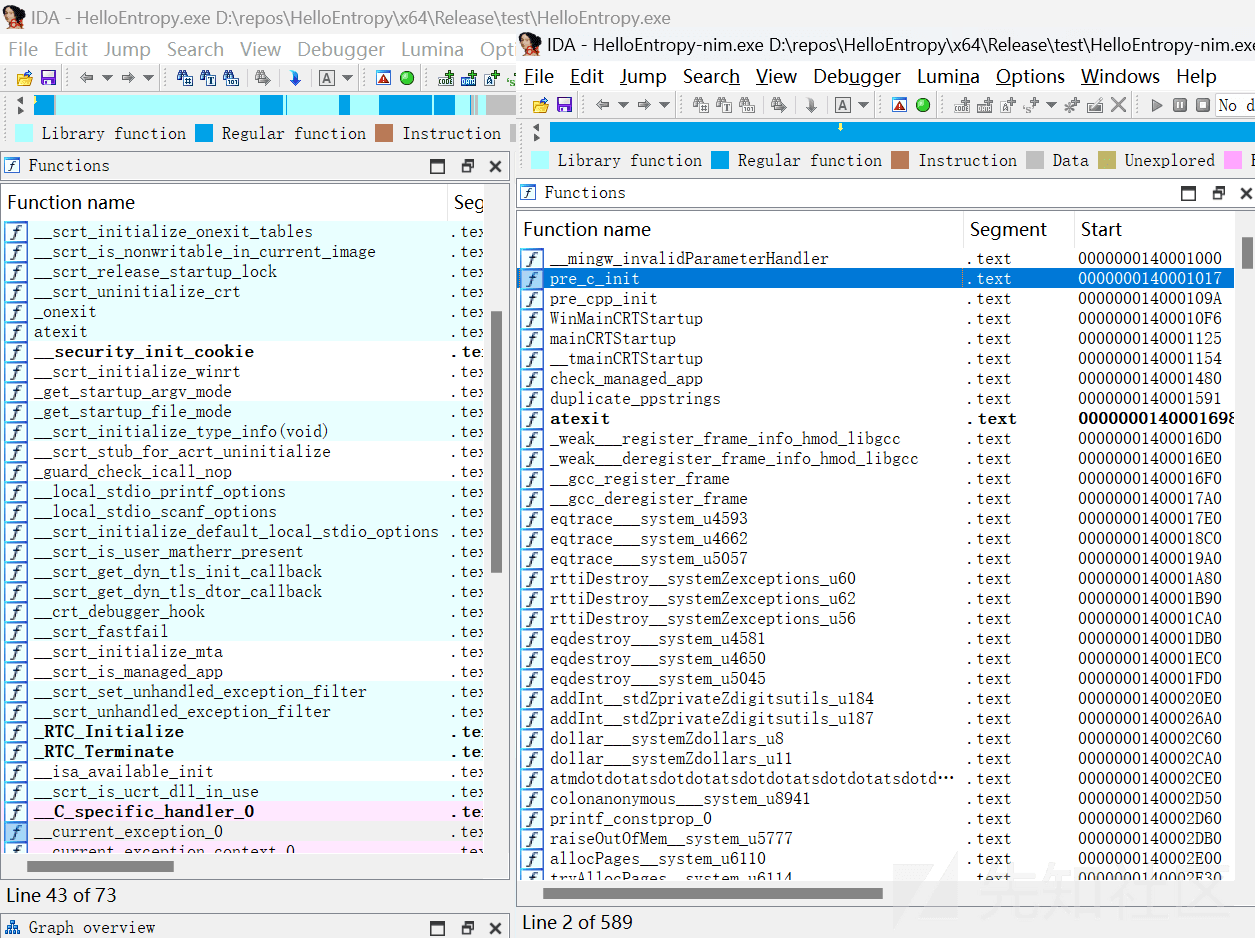 IDA - HelloEntropy.exe D:\repos\HelloEntropy\x64\Release\test\HelloEntropy.exe
File Edit Jump Search View Debugger Lumina Opti
Library function Regular function Instruction
Functions
Function name Seg
__scrt_initialize_onexit_tables .tex
__scrt_is_nonwritable_in_current_image .tex
__scrt_release_startup_lock .tex
__scrt_uninitialize_crt .tex
_onexit .tex
atexit .tex
__security_init_cookie .tex
__scrt_initialize_winrt .tex
_get_startup_argv_mode .tex
_get_startup_file_mode .tex
__scrt_initialize_type_info(void) .tex
__scrt_stub_for_acrt_uninitialize .tex
_guard_check_icall_nop .tex
__local_stdio_printf_options .tex
__local_stdio_scanf_options .tex
__scrt_initialize_default_local_stdio_options .tex
__scrt_is_user_matherr_present .tex
__scrt_get_dyn_tls_init_callback .tex
__scrt_get_dyn_tls_dtor_callback .tex
__crt_debugger_hook .tex
__scrt_fastfail .tex
__scrt_initialize_mta .tex
__scrt_is_managed_app .tex
__scrt_set_unhandled_exception_filter .tex
__scrt_unhandled_exception_filter .tex
_RTC_Initialize .tex
_RTC_Terminate .tex
__isa_available_init .tex
__scrt_is_ucrt_dll_in_use .tex
__C_specific_handler_0 .tex
__current_exception_0 .tex
__current_exception_context_0 .tex
Line 43 of 73
Graph overview
IDA - HelloEntropy-nim.exe D:\repos\HelloEntropy\x64\Release\test\HelloEntropy-nim.exe
File Edit Jump Search View Debugger Lumina Options Windows Help
No d
Library function Regular function Instruction Data Unexplored E
Functions
Function name Segment Start
__mingw_invalidParameterHandler .text 0000000140001000
pre_c_init .text 0000000140001017
pre_cpp_init .text 000000014000109A
WinMainCRTStartup .text 00000001400010F6
mainCRTStartup .text 0000000140001125
__tmainCRTStartup .text 0000000140001154
check_managed_app .text 0000000140001480
duplicate_ppstrings .text 0000000140001591
atexit .text 0000000140001698
_weak___register_frame_info_hmod_libgcc .text 00000001400016D0
_weak___deregister_frame_info_hmod_libgcc .text 00000001400016E0
__gcc_register_frame .text 00000001400016F0
__gcc_deregister_frame .text 00000001400017A0
eqtrace___system_u4593 .text 00000001400017E0
eqtrace___system_u4662 .text 00000001400018C0
eqtrace___system_u5057 .text 00000001400019A0
rttiDestroy__systemZexceptions_u60 .text 0000000140001A80
rttiDestroy__systemZexceptions_u62 .text 0000000140001B90
rttiDestroy__systemZexceptions_u56 .text 0000000140001CA0
eqdestroy___system_u4581 .text 0000000140001DB0
eqdestroy___system_u4650 .text 0000000140001EC0
eqdestroy___system_u5045 .text 0000000140001FD0
addInt__stdZprivateZdigitsutils_u184 .text 00000001400020E0
addInt__stdZprivateZdigitsutils_u187 .text 00000001400026A0
dollar___systemZdollars_u8 .text 0000000140002C60
dollar___systemZdollars_u11 .text 0000000140002CA0
atmdotdotatsdotdotatsdotdotatsdotdotatsdotd… .text 0000000140002CE0
colonanonymous___system_u8941 .text 0000000140002D50
printf_constprop_0 .text 0000000140002D60
raiseOutOfMem__system_u5777 .text 0000000140002DB0
allocPages__system_u6110 .text 0000000140002E00
tryAllocPages__system_u6114 .text 0000000140002E30
Line 2 of 589
先知社区